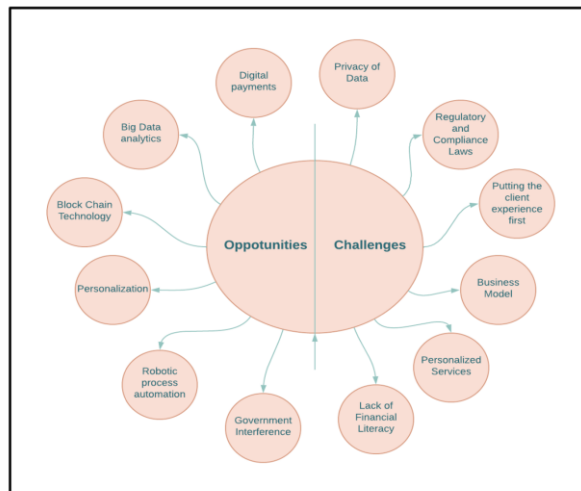 Digital
payments
Privacy of
Data
Big Data
analytics
Regulatory
and
Compliance
Laws
Block Chain
Technology
Putting the
client
experience
first
Oppotunities
Challenges
Personalization
Business
Model
Robotic
process
automation
Personalized
Services
Government
Interference
Lack of
Financial
Literacy